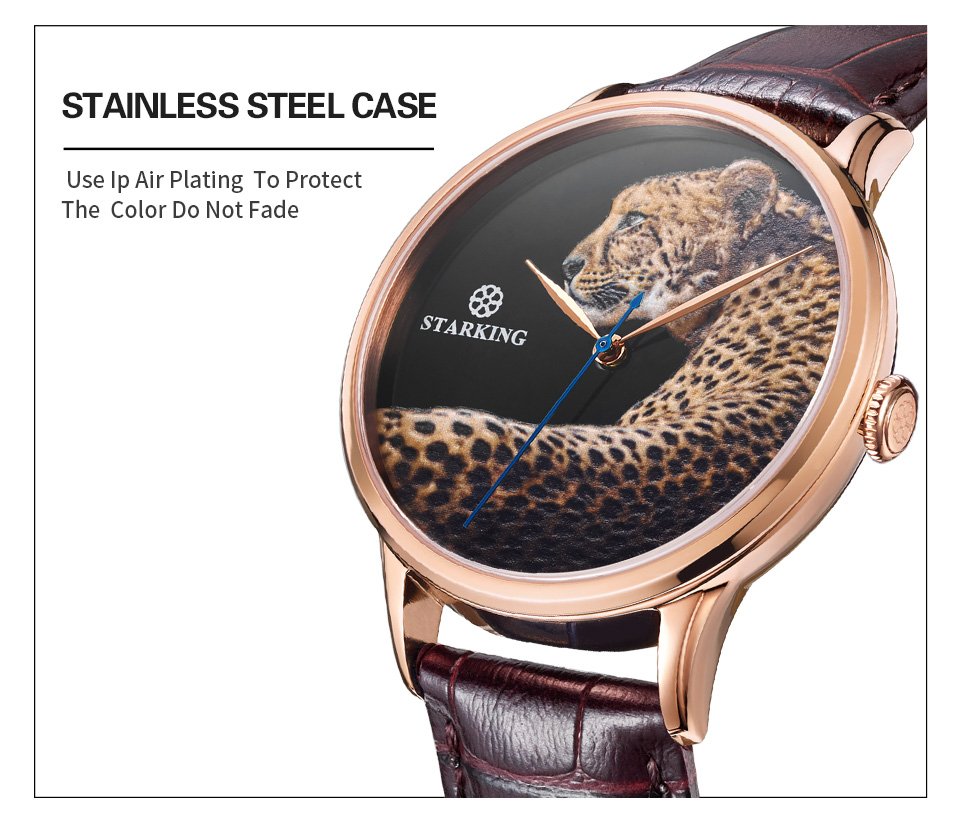 STAINLESS STEEL CASE
Use Ip Air Plating To Protect
The Color Do Not Fade
STARKING